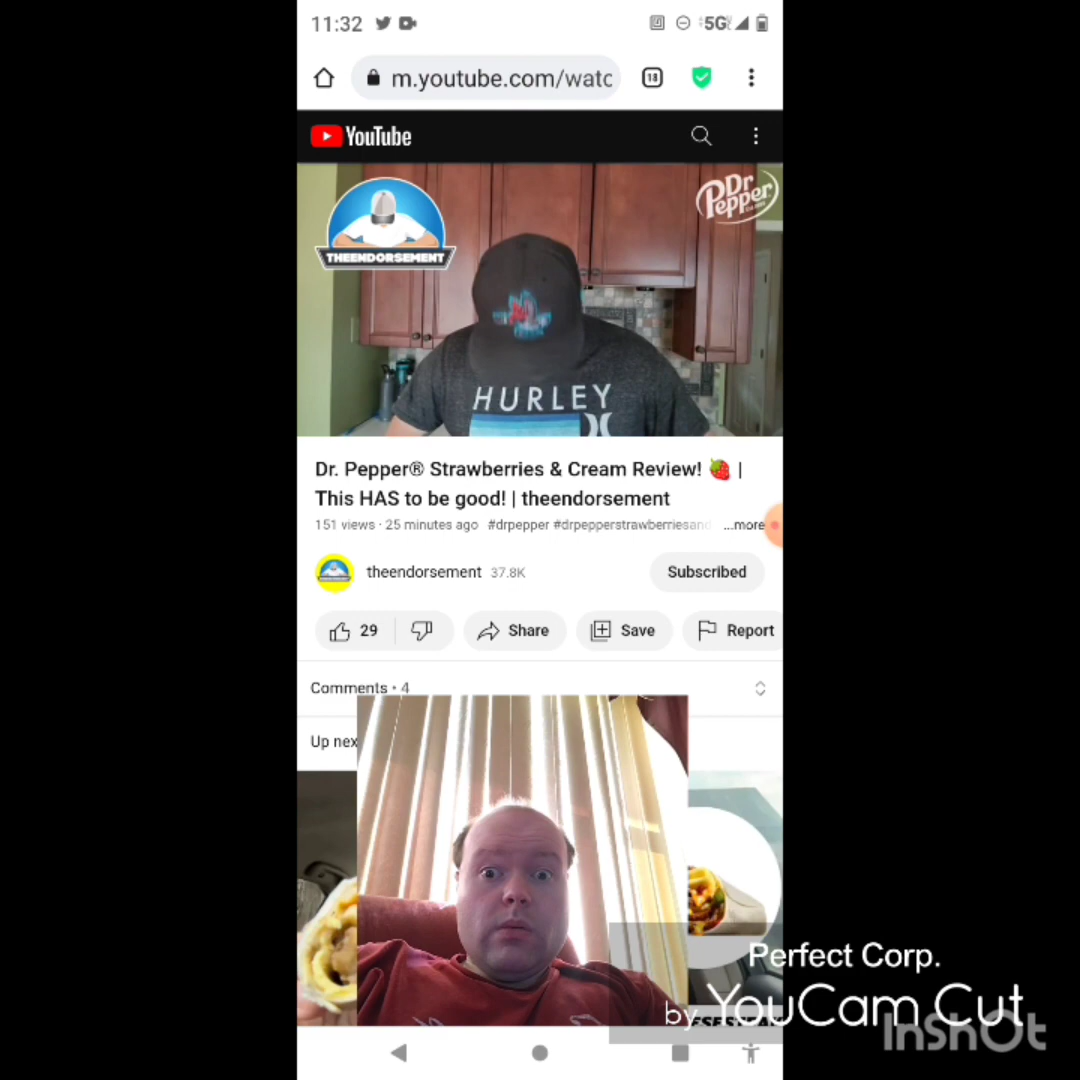 11:32
5G
m.youtube.com/watc
18
YouTube
Dr Pepper
THEENDORSEMENT
HURLEY
Dr. Pepper® Strawberries & Cream Review! 🍓 |
This HAS to be good! | theendorsement
151 views · 25 minutes ago #drpepper #drpepperstrawberriesand ...more
theendorsement 37.8K
Subscribed
29
Share
Save
Report
Comments • 4
Up nex
Perfect Corp.
by YouCam Cut
InShOt